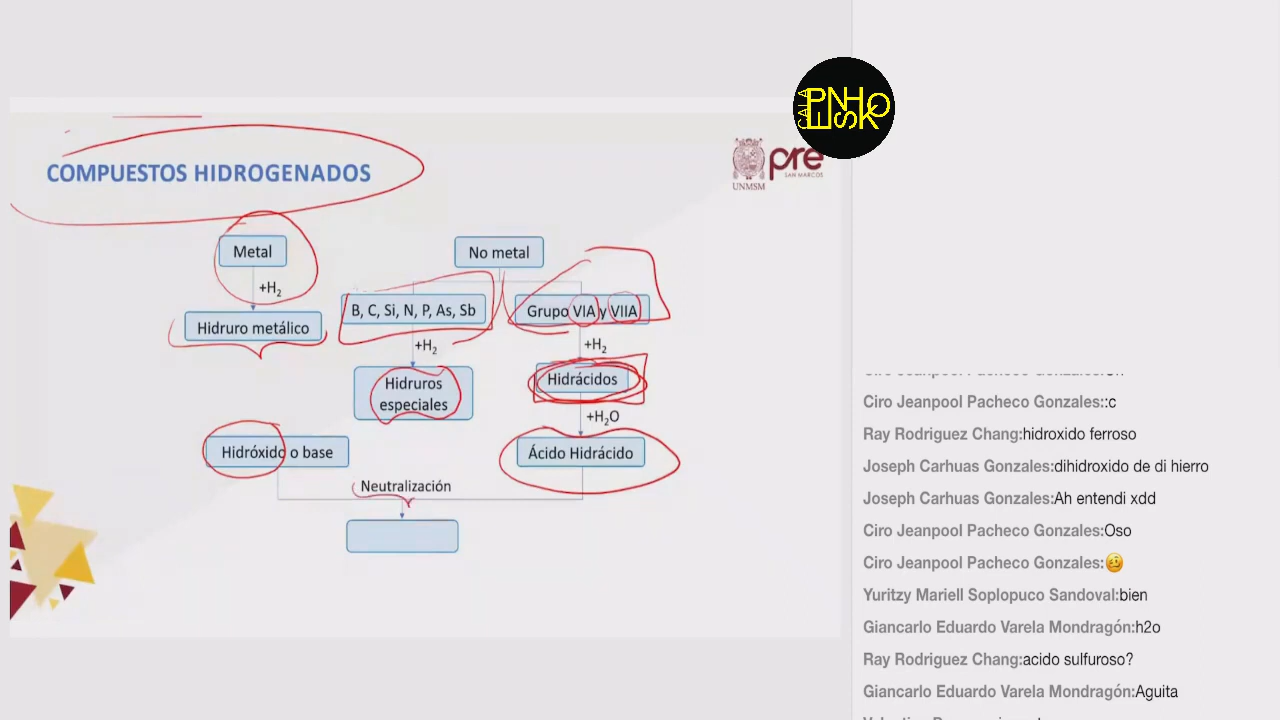 CALA
PNHO
ESK
COMPUESTOS HIDROGENADOS
UNMSM
pre
SAN MARCOS
Metal
No metal
+H₂
B, C, Si, N, P, As, Sb
Grupo VIA y VIIA
Hidruro metálico
+H₂
+H₂
Hidruros
especiales
Hidrácidos
+H₂O
Hidróxido o base
Ácido Hidrácido
Neutralización
Ciro Jeanpool Pacheco Gonzales::c
Ray Rodriguez Chang:hidroxido ferroso
Joseph Carhuas Gonzales:dihidroxido de di hierro
Joseph Carhuas Gonzales:Ah entendi xdd
Ciro Jeanpool Pacheco Gonzales:Oso
Ciro Jeanpool Pacheco Gonzales:🥴
Yuritzy Mariell Soplopuco Sandoval:bien
Giancarlo Eduardo Varela Mondragón:h2o
Ray Rodriguez Chang:acido sulfuroso?
Giancarlo Eduardo Varela Mondragón:Aguita